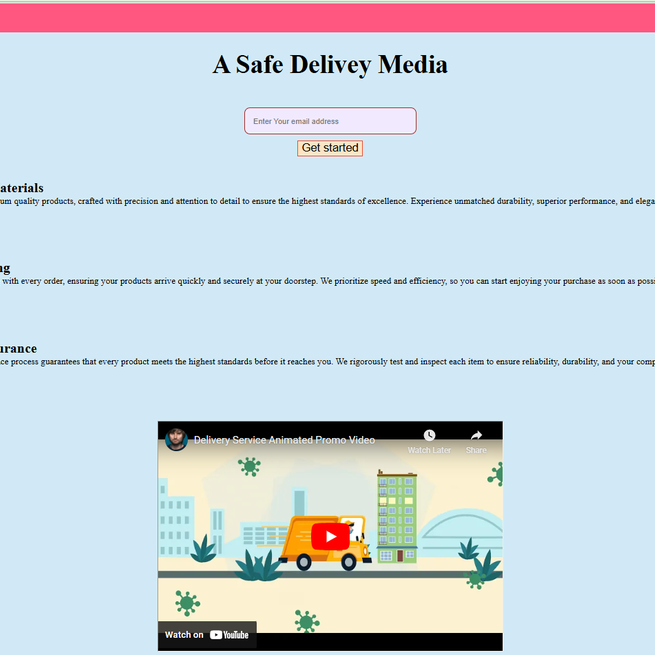 A Safe Delivey Media
Enter Your email address
Get started
aterials
um quality products, crafted with precision and attention to detail to ensure the highest standards of excellence. Experience unmatched durability, superior performance, and elega
ng
with every order, ensuring your products arrive quickly and securely at your doorstep. We prioritize speed and efficiency, so you can start enjoying your purchase as soon as poss
urance
ce process guarantees that every product meets the highest standards before it reaches you. We rigorously test and inspect each item to ensure reliability, durability, and your comp
Delivery Service Animated Promo Video
Watch Later
Share
Watch on YouTube